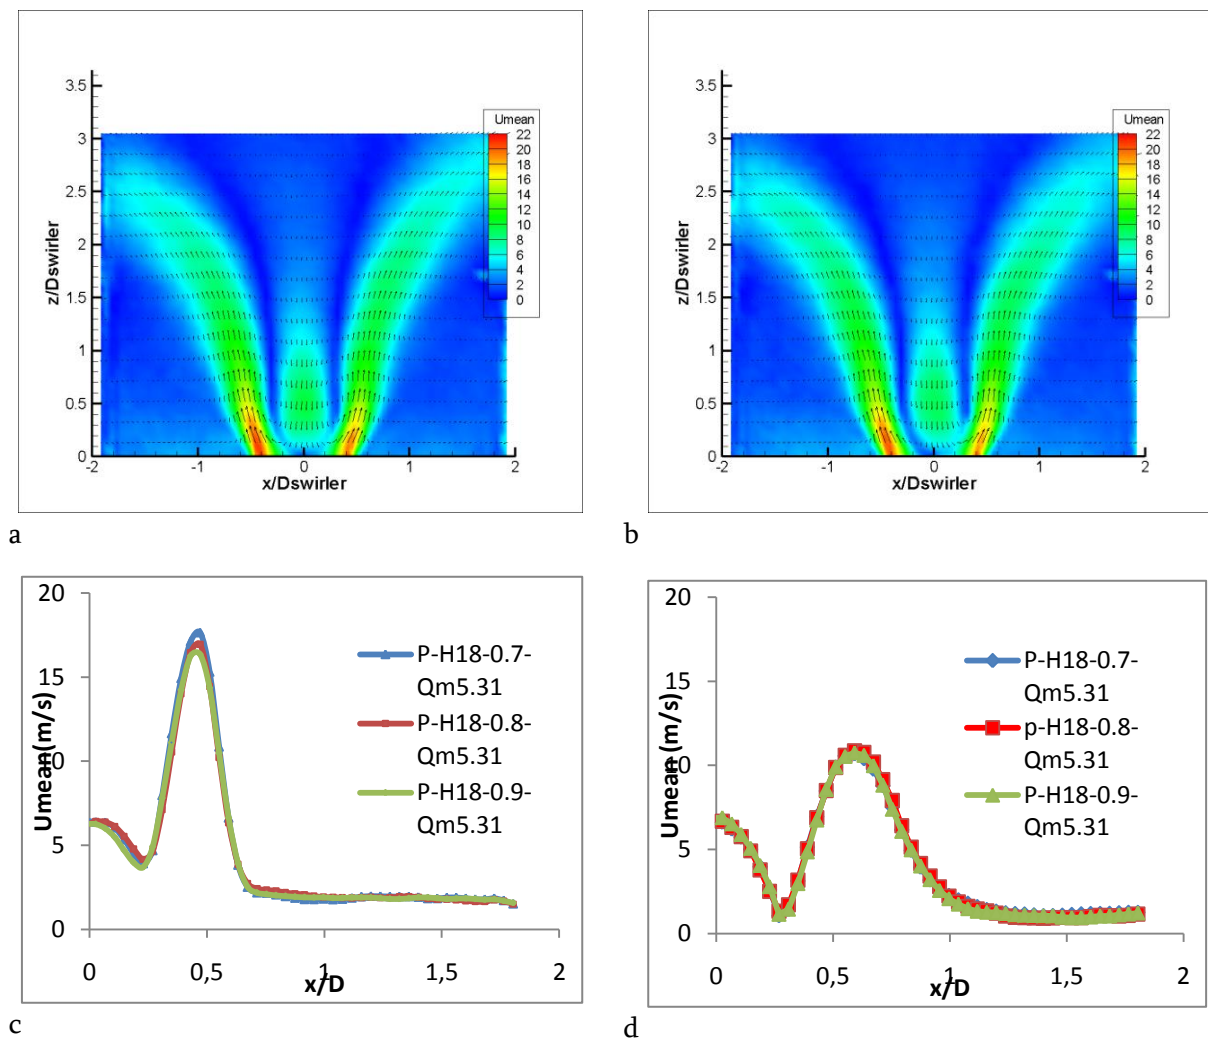 3.5
3
2.5
2
1.5
1
0.5
0
z/Dswirler
-2
-1
0
1
2
x/Dswirler
Umean
22
20
18
16
14
12
10
8
6
4
2
0
a
3.5
3
2.5
2
1.5
1
0.5
0
z/Dswirler
-2
-1
0
1
2
x/Dswirler
Umean
22
20
18
16
14
12
10
8
6
4
2
0
b
20
15
10
5
0
Umean(m/s)
P-H18-0.7-
Qm5.31
P-H18-0.8-
Qm5.31
P-H18-0.9-
Qm5.31
0
0,5
1
1,5
2
x/D
c
20
15
10
5
0
Umean (m/s)
P-H18-0.7-
Qm5.31
p-H18-0.8-
Qm5.31
P-H18-0.9-
Qm5.31
0
0,5
1
1,5
2
x/D
d